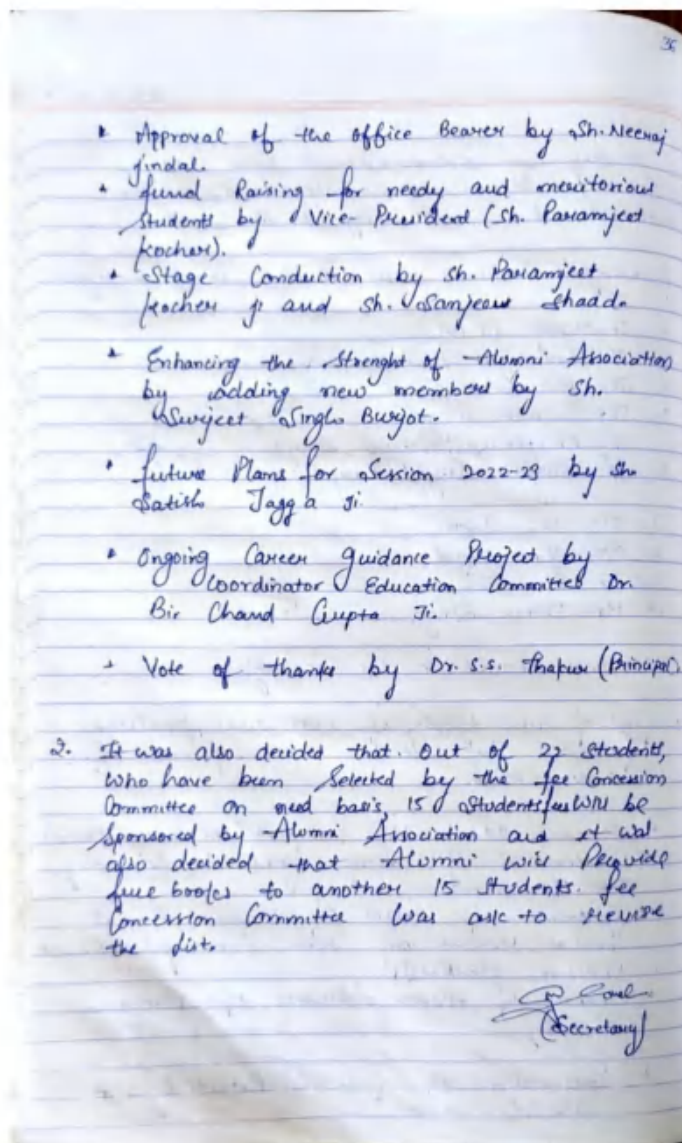 36
* Approval of the office Bearer by Sh. Neeraj
Jindal.
* fund Raising for needy and meritorious
students by Vice-President (Sh. Paramjeet
Kocher).
* Stage Conduction by Sh. Paramjeet
Kocher ji and Sh. Sanjeev Shaad.
* Enhancing the Strenght of Alumni Association
by adding new members by Sh.
Surjeet Singh Burjot.
* future Plans for Session 2022-23 by Sh.
Satish Jagga Ji.
* Ongoing Career guidance Project by
Coordinator Education Committee Dr.
Bir Chand Gupta Ji.
* Vote of thanks by Dr. S.S. Thapur (Principal).
2. It was also decided that. Out of 22 Students,
who have been Selected by the fee Concession
Committee on need basis, 15 Students fees will be
Sponsored by Alumni Association and it was
also decided that Alumni will Provide
free books to another 15 Students. fee
Concession Committee was ask to revise
the list.
(Secretary)